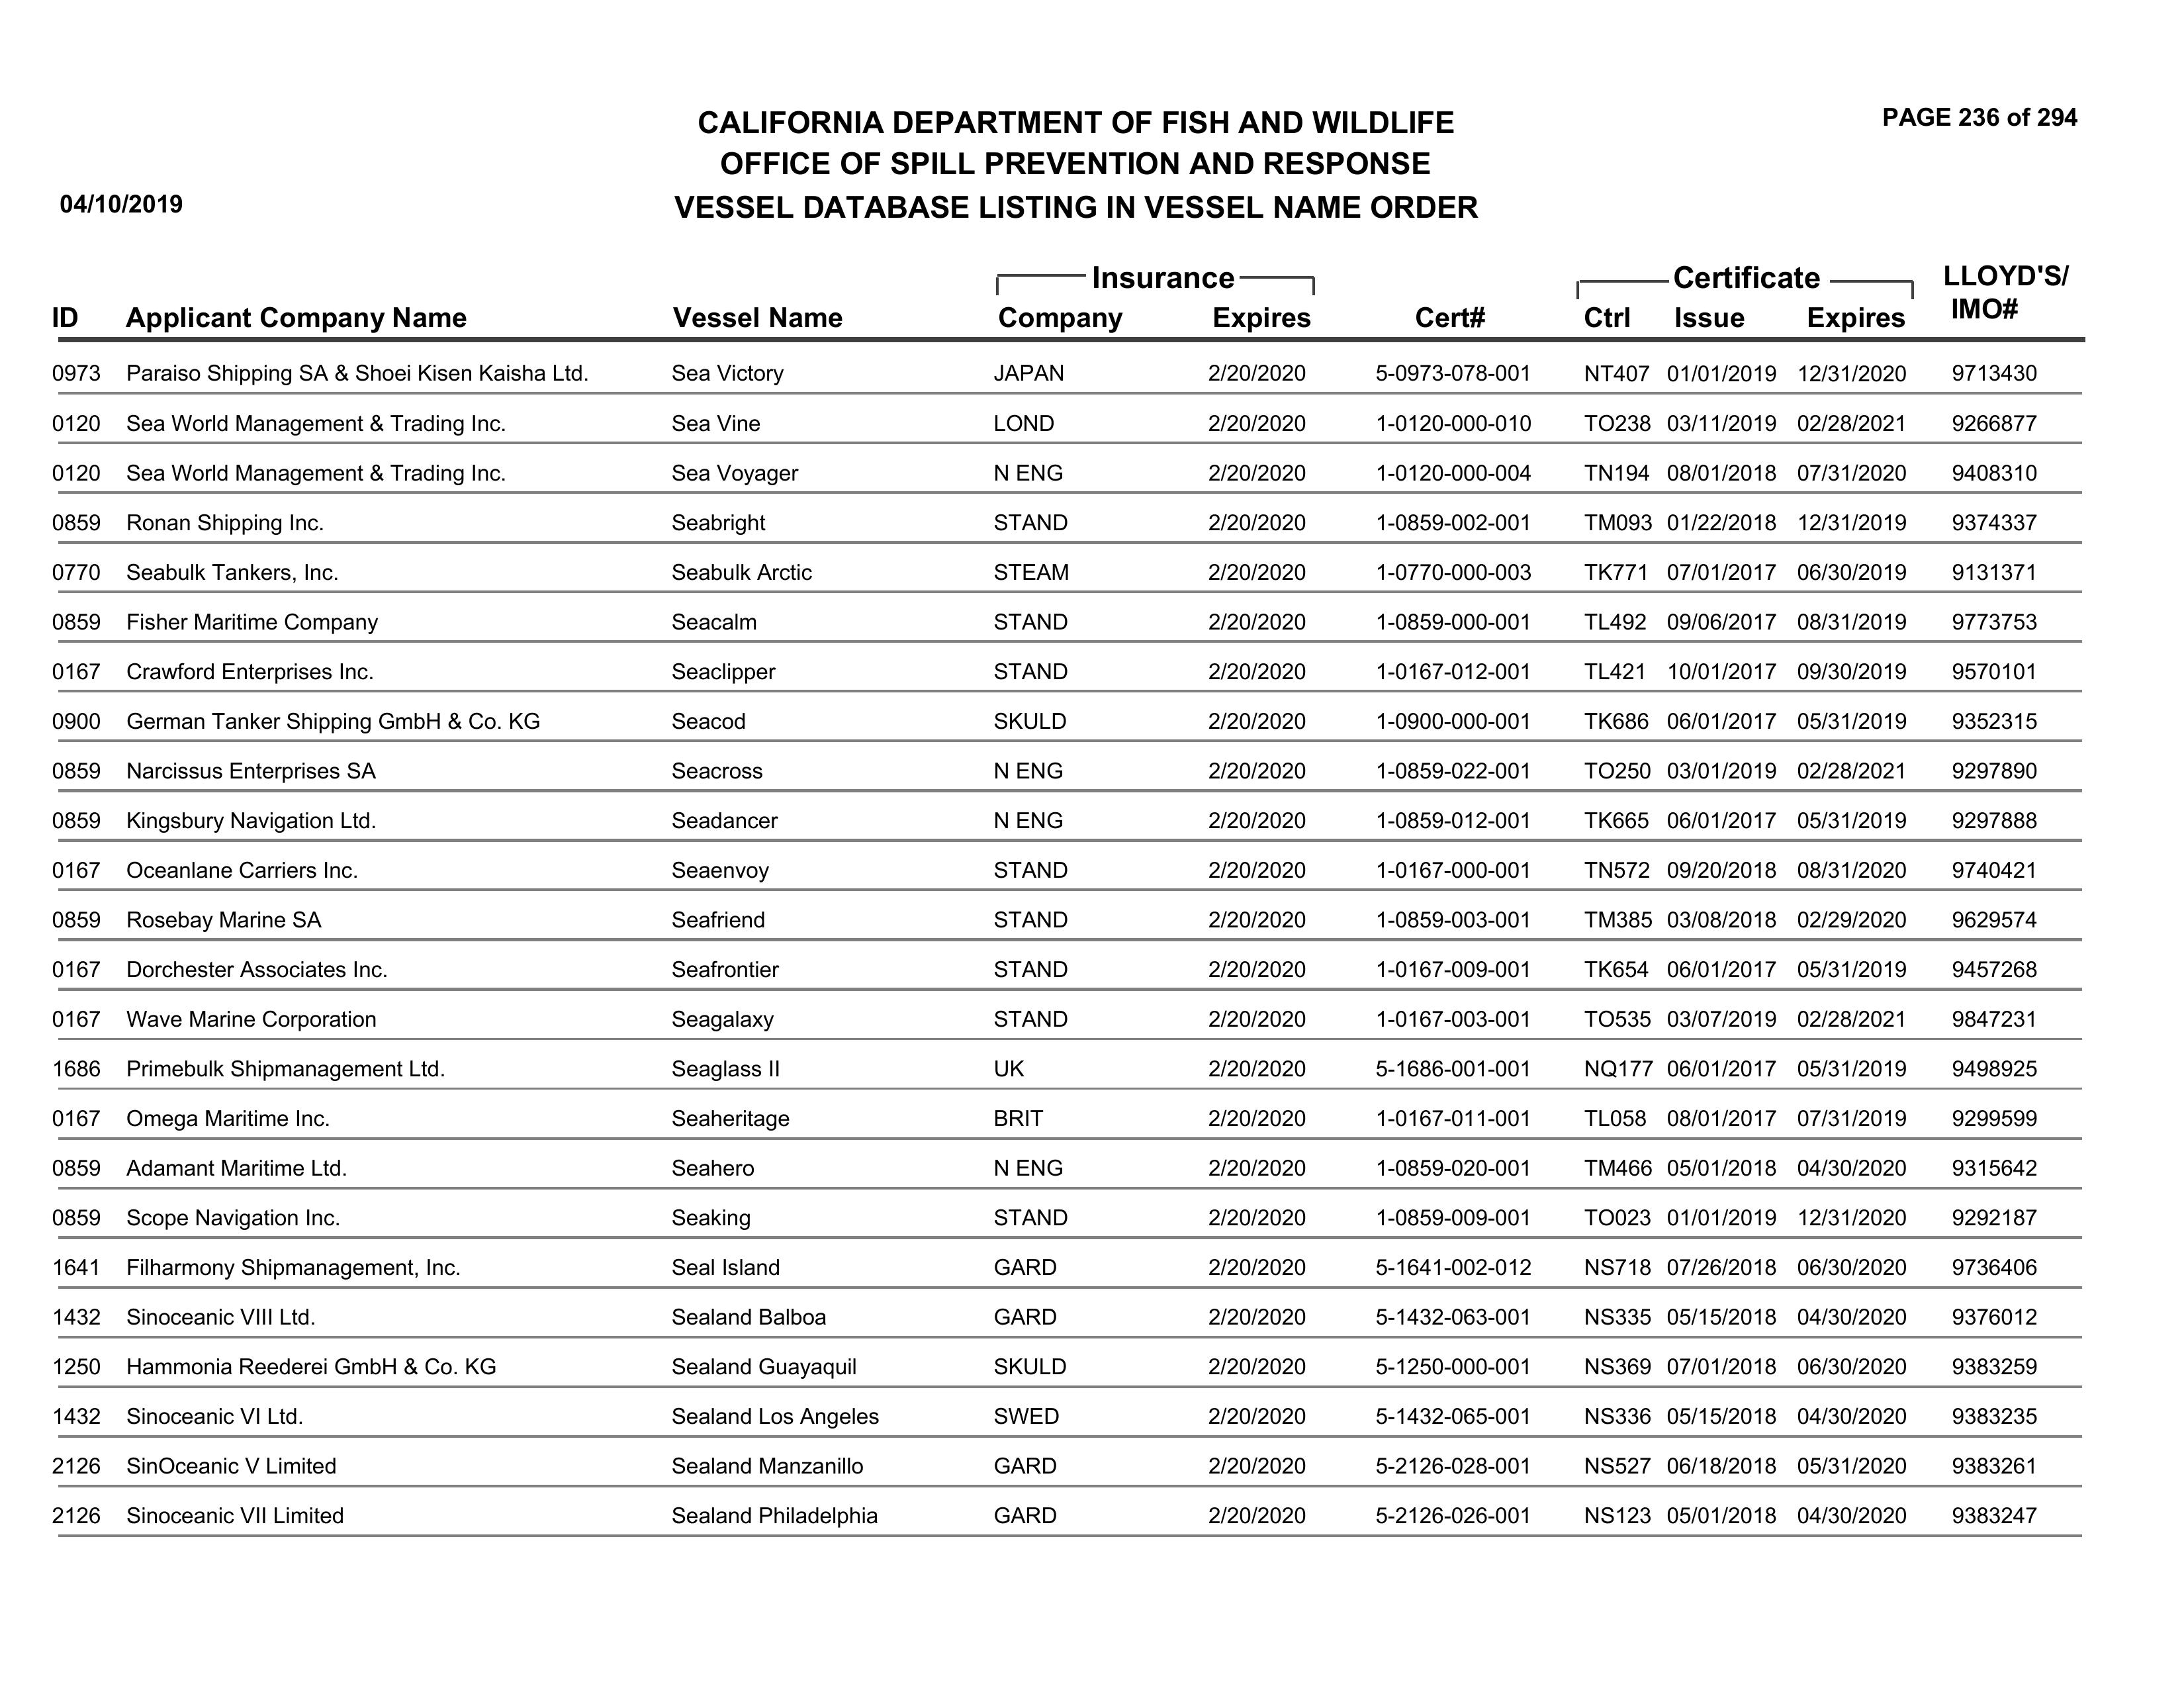 PAGE 236 of 294
CALIFORNIA DEPARTMENT OF FISH AND WILDLIFE
OFFICE OF SPILL PREVENTION AND RESPONSE
04/10/2019 VESSEL DATABASE LISTING IN VESSEL NAME ORDER
Insurance Certificate LLOYD'S/
ID Applicant Company Name Vessel Name Company Expires Cert# Ctrl Issue Expires IMO#
0973 Paraiso Shipping SA & Shoei Kisen Kaisha Ltd. Sea Victory JAPAN 2/20/2020 5-0973-078-001 NT407 01/01/2019 12/31/2020 9713430
0120 Sea World Management & Trading Inc. Sea Vine LOND 2/20/2020 1-0120-000-010 TO238 03/11/2019 02/28/2021 9266877
0120 Sea World Management & Trading Inc. Sea Voyager N ENG 2/20/2020 1-0120-000-004 TN194 08/01/2018 07/31/2020 9408310
0859 Ronan Shipping Inc. Seabright STAND 2/20/2020 1-0859-002-001 TM093 01/22/2018 12/31/2019 9374337
0770 Seabulk Tankers, Inc. Seabulk Arctic STEAM 2/20/2020 1-0770-000-003 TK771 07/01/2017 06/30/2019 9131371
0859 Fisher Maritime Company Seacalm STAND 2/20/2020 1-0859-000-001 TL492 09/06/2017 08/31/2019 9773753
0167 Crawford Enterprises Inc. Seaclipper STAND 2/20/2020 1-0167-012-001 TL421 10/01/2017 09/30/2019 9570101
0900 German Tanker Shipping GmbH & Co. KG Seacod SKULD 2/20/2020 1-0900-000-001 TK686 06/01/2017 05/31/2019 9352315
0859 Narcissus Enterprises SA Seacross N ENG 2/20/2020 1-0859-022-001 TO250 03/01/2019 02/28/2021 9297890
0859 Kingsbury Navigation Ltd. Seadancer N ENG 2/20/2020 1-0859-012-001 TK665 06/01/2017 05/31/2019 9297888
0167 Oceanlane Carriers Inc. Seaenvoy STAND 2/20/2020 1-0167-000-001 TN572 09/20/2018 08/31/2020 9740421
0859 Rosebay Marine SA Seafriend STAND 2/20/2020 1-0859-003-001 TM385 03/08/2018 02/29/2020 9629574
0167 Dorchester Associates Inc. Seafrontier STAND 2/20/2020 1-0167-009-001 TK654 06/01/2017 05/31/2019 9457268
0167 Wave Marine Corporation Seagalaxy STAND 2/20/2020 1-0167-003-001 TO535 03/07/2019 02/28/2021 9847231
1686 Primebulk Shipmanagement Ltd. Seaglass II UK 2/20/2020 5-1686-001-001 NQ177 06/01/2017 05/31/2019 9498925
0167 Omega Maritime Inc. Seaheritage BRIT 2/20/2020 1-0167-011-001 TL058 08/01/2017 07/31/2019 9299599
0859 Adamant Maritime Ltd. Seahero N ENG 2/20/2020 1-0859-020-001 TM466 05/01/2018 04/30/2020 9315642
0859 Scope Navigation Inc. Seaking STAND 2/20/2020 1-0859-009-001 TO023 01/01/2019 12/31/2020 9292187
1641 Filharmony Shipmanagement, Inc. Seal Island GARD 2/20/2020 5-1641-002-012 NS718 07/26/2018 06/30/2020 9736406
1432 Sinoceanic VIII Ltd. Sealand Balboa GARD 2/20/2020 5-1432-063-001 NS335 05/15/2018 04/30/2020 9376012
1250 Hammonia Reederei GmbH & Co. KG Sealand Guayaquil SKULD 2/20/2020 5-1250-000-001 NS369 07/01/2018 06/30/2020 9383259
1432 Sinoceanic VI Ltd. Sealand Los Angeles SWED 2/20/2020 5-1432-065-001 NS336 05/15/2018 04/30/2020 9383235
2126 SinOceanic V Limited Sealand Manzanillo GARD 2/20/2020 5-2126-028-001 NS527 06/18/2018 05/31/2020 9383261
2126 Sinoceanic VII Limited Sealand Philadelphia GARD 2/20/2020 5-2126-026-001 NS123 05/01/2018 04/30/2020 9383247